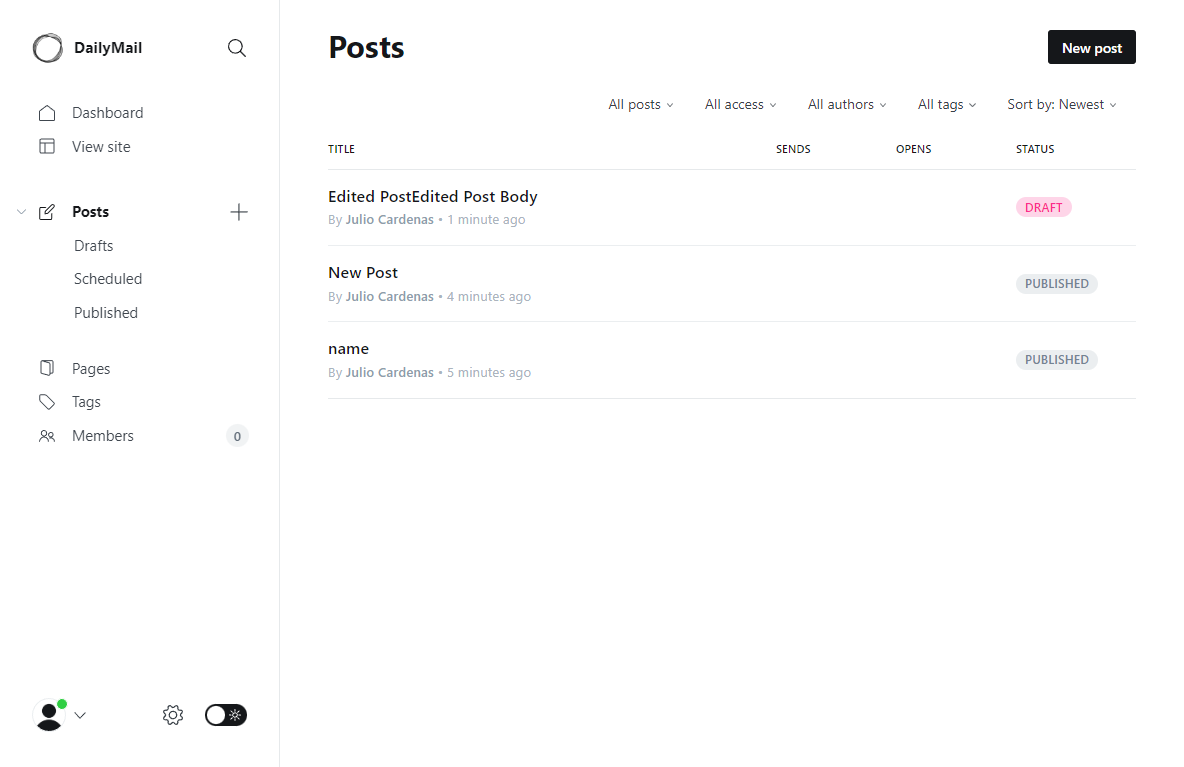 DailyMail
Dashboard
View site
Posts
Drafts
Scheduled
Published
Pages
Tags
Members 0
Posts
New post
All posts All access All authors All tags Sort by: Newest
TITLE SENDS OPENS STATUS
Edited PostEdited Post Body
By Julio Cardenas • 1 minute ago
DRAFT
New Post
By Julio Cardenas • 4 minutes ago
PUBLISHED
name
By Julio Cardenas • 5 minutes ago
PUBLISHED